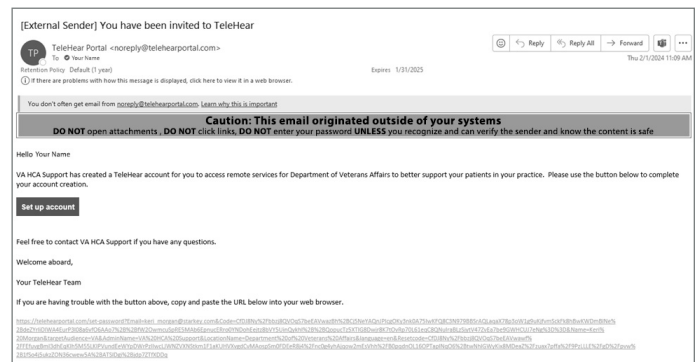 [External Sender] You have been invited to TeleHear
TP
TeleHear Portal <noreply@telehearportal.com>
To Your Name
Reply
Reply All
Forward
Thu 2/1/2024 11:09 AM
Retention Policy Default (1 year)
Expires 1/31/2025
If there are problems with how this message is displayed, click here to view it in a web browser.
You don't often get email from noreply@telehearportal.com. Learn why this is important
Caution: This email originated outside of your systems
DO NOT open attachments , DO NOT click links, DO NOT enter your password UNLESS you recognize and can verify the sender and know the content is safe
Hello Your Name
VA HCA Support has created a TeleHear account for you to access remote services for Department of Veterans Affairs to better support your patients in your practice. Please use the button below to complete
your account creation.
Set up account
Feel free to contact VA HCA Support if you have any questions.
Welcome aboard,
Your TeleHear Team
If you are having trouble with the button above, copy and paste the URL below into your web browser.